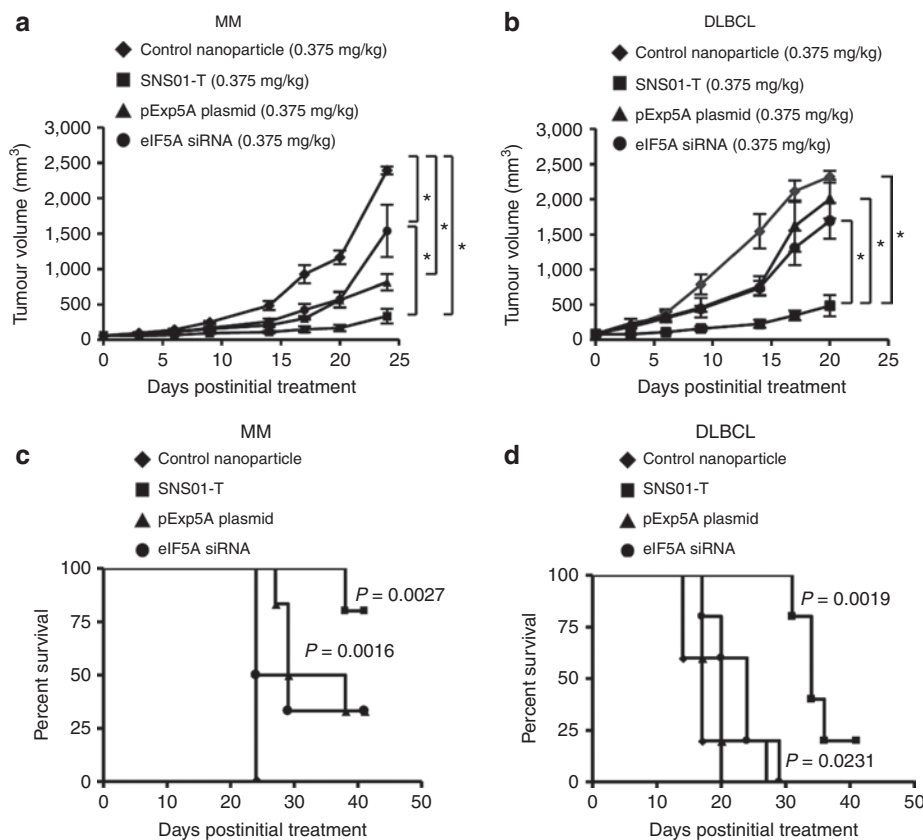 a
MM
Control nanoparticle (0.375 mg/kg)
SNS01-T (0.375 mg/kg)
pExp5A plasmid (0.375 mg/kg)
eIF5A siRNA (0.375 mg/kg)
3,000
2,500
2,000
1,500
1,000
500
0
Tumour volume (mm³)
0 5 10 15 20 25
Days postinitial treatment
* * * *
b
DLBCL
Control nanoparticle (0.375 mg/kg)
SNS01-T (0.375 mg/kg)
pExp5A plasmid (0.375 mg/kg)
eIF5A siRNA (0.375 mg/kg)
3,000
2,500
2,000
1,500
1,000
500
0
Tumour volume (mm³)
0 5 10 15 20 25
Days postinitial treatment
* * *
c
MM
Control nanoparticle
SNS01-T
pExp5A plasmid
eIF5A siRNA
100
75
50
25
0
Percent survival
P = 0.0027
P = 0.0016
0 10 20 30 40 50
Days postinitial treatment
d
DLBCL
Control nanoparticle
SNS01-T
pExp5A plasmid
eIF5A siRNA
100
75
50
25
0
Percent survival
P = 0.0019
P = 0.0231
0 10 20 30 40 50
Days postinitial treatment